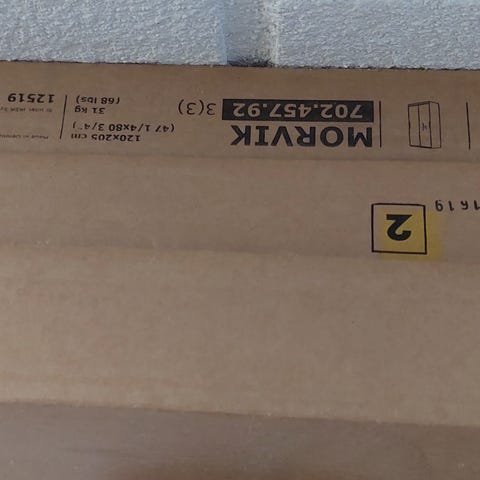 MORVIK
702.457.92 3(3)
120x205 cm
(47 1/4x80 3/4")
31 kg
(68 lbs)
12519
2
1619